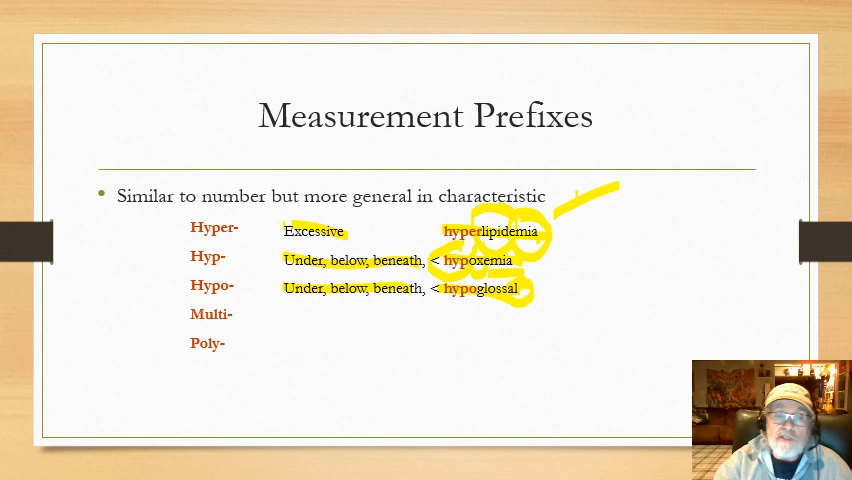 Measurement Prefixes
• Similar to number but more general in characteristic
Hyper- Excessive hyperlipidemia
Hyp- Under, below, beneath, < hypoxemia
Hypo- Under, below, beneath, < hypoglossal
Multi-
Poly-